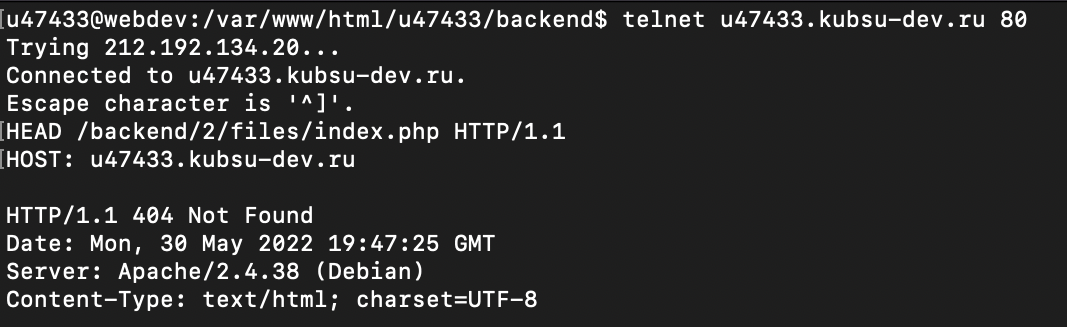 [u47433@webdev:/var/www/html/u47433/backend$ telnet u47433.kubsu-dev.ru 80
Trying 212.192.134.20...
Connected to u47433.kubsu-dev.ru.
Escape character is '^]'.
[HEAD /backend/2/files/index.php HTTP/1.1
[HOST: u47433.kubsu-dev.ru

HTTP/1.1 404 Not Found
Date: Mon, 30 May 2022 19:47:25 GMT
Server: Apache/2.4.38 (Debian)
Content-Type: text/html; charset=UTF-8